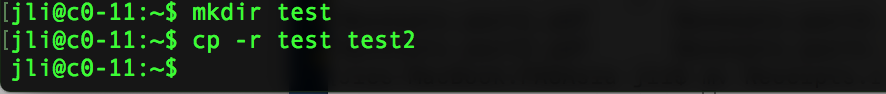 [jli@c0-11:~$ mkdir test
[jli@c0-11:~$ cp -r test test2
jli@c0-11:~$